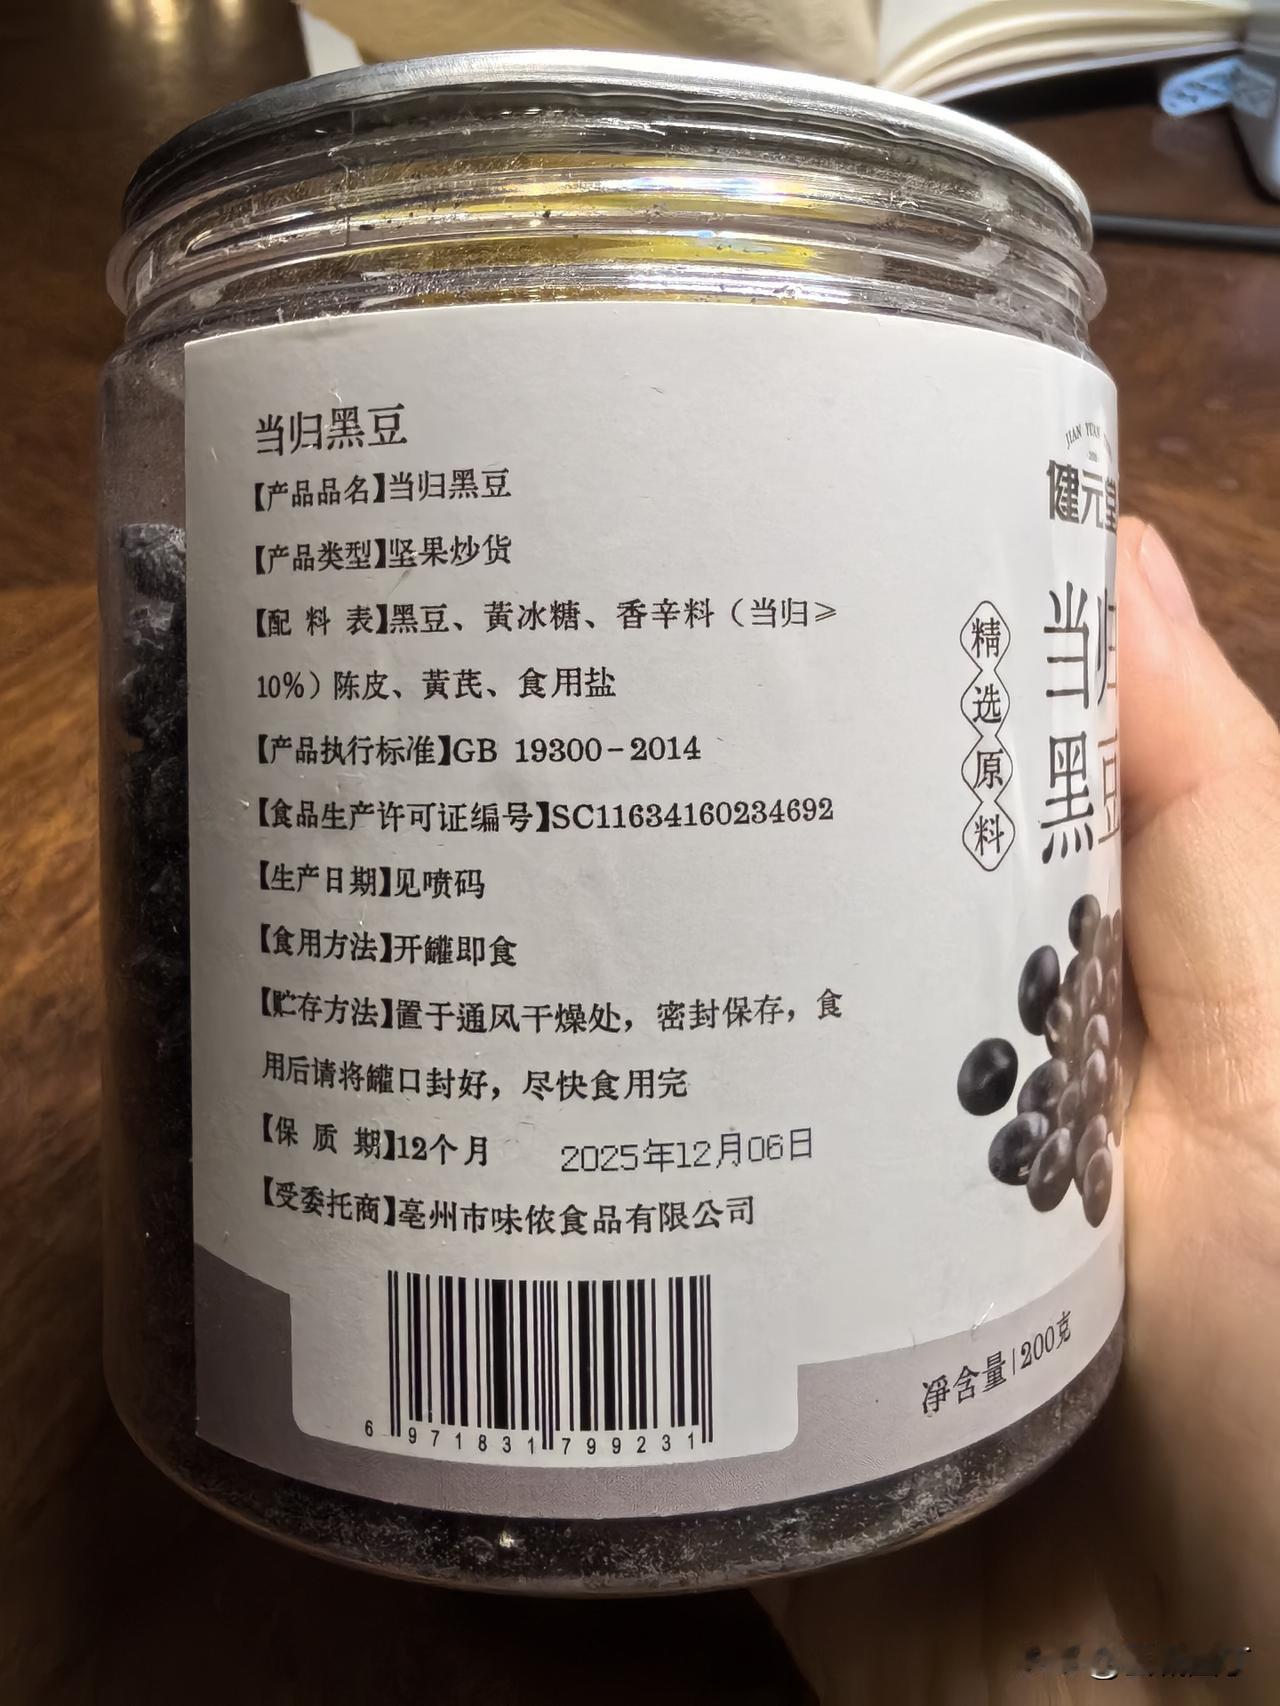 当归黑豆
【产品品名】当归黑豆
【产品类型】坚果炒货
【配 料 表】黑豆、黄冰糖、香辛料（当归≥
10%）陈皮、黄芪、食用盐
【产品执行标准】GB 19300-2014
【食品生产许可证编号】SC11634160234692
【生产日期】见喷码
【食用方法】开罐即食
【贮存方法】置于通风干燥处，密封保存，食
用后请将罐口封好，尽快食用完
【保 质 期】12个月 2025年12月06日
【受委托商】亳州市味侬食品有限公司
6 971831 799231
JIAN YUAN
健元堂
精选原料
当归
黑豆
净含量|200克